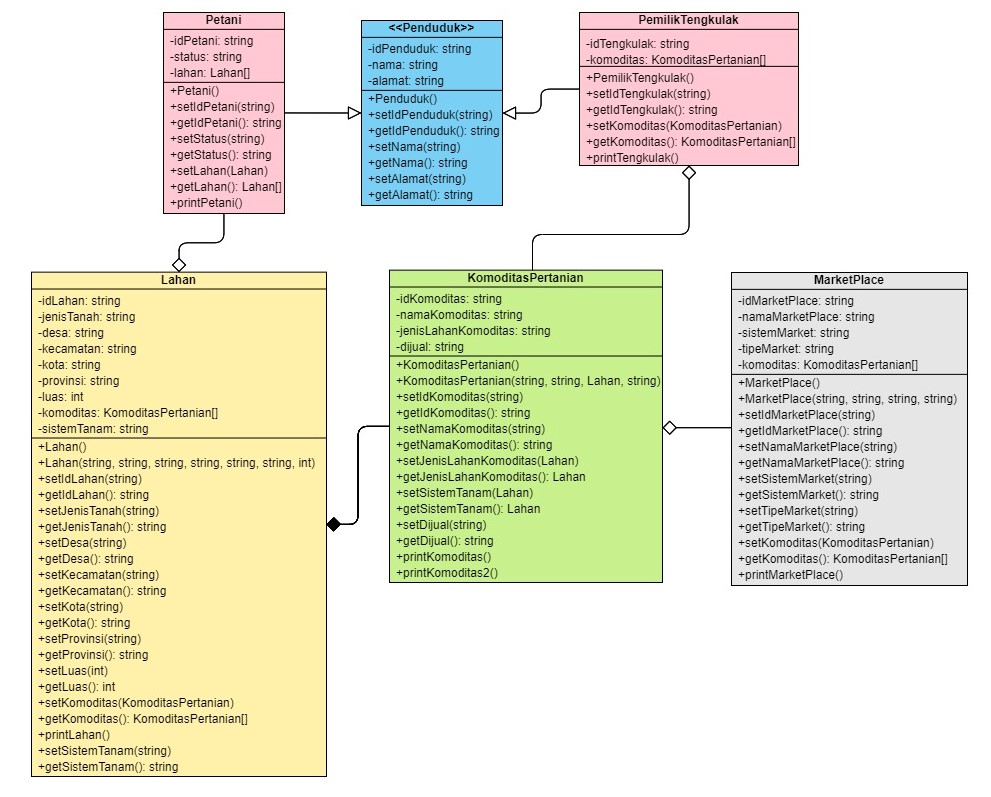 Petani
-idPetani: string
-status: string
-lahan: Lahan[]
+Petani()
+setIdPetani(string)
+getIdPetani(): string
+setStatus(string)
+getStatus(): string
+setLahan(Lahan)
+getLahan(): Lahan[]
+printPetani()
<<Penduduk>>
-idPenduduk: string
-nama: string
-alamat: string
+Penduduk()
+setIdPenduduk(string)
+getIdPenduduk(): string
+setNama(string)
+getNama(): string
+setAlamat(string)
+getAlamat(): string
PemilikTengkulak
-idTengkulak: string
-komoditas: KomoditasPertanian[]
+PemilikTengkulak()
+setIdTengkulak(string)
+getIdTengkulak(): string
+setKomoditas(KomoditasPertanian)
+getKomoditas(): KomoditasPertanian[]
+printTengkulak()
Lahan
-idLahan: string
-jenisTanah: string
-desa: string
-kecamatan: string
-kota: string
-provinsi: string
-luas: int
-komoditas: KomoditasPertanian[]
-sistemTanam: string
+Lahan()
+Lahan(string, string, string, string, string, string, int)
+setIdLahan(string)
+getIdLahan(): string
+setJenisTanah(string)
+getJenisTanah(): string
+setDesa(string)
+getDesa(): string
+setKecamatan(string)
+getKecamatan(): string
+setKota(string)
+getKota(): string
+setProvinsi(string)
+getProvinsi(): string
+setLuas(int)
+getLuas(): int
+setKomoditas(KomoditasPertanian)
+getKomoditas(): KomoditasPertanian[]
+printLahan()
+setSistemTanam(string)
+getSistemTanam(): string
KomoditasPertanian
-idKomoditas: string
-namaKomoditas: string
-jenisLahanKomoditas: string
-dijual: string
+KomoditasPertanian()
+KomoditasPertanian(string, string, Lahan, string)
+setIdKomoditas(string)
+getIdKomoditas(): string
+setNamaKomoditas(string)
+getNamaKomoditas(): string
+setJenisLahanKomoditas(Lahan)
+getJenisLahanKomoditas(): Lahan
+setSistemTanam(Lahan)
+getSistemTanam(): Lahan
+setDijual(string)
+getDijual(): string
+printKomoditas()
+printKomoditas2()
MarketPlace
-idMarketPlace: string
-namaMarketPlace: string
-sistemMarket: string
-tipeMarket: string
-komoditas: KomoditasPertanian[]
+MarketPlace()
+MarketPlace(string, string, string, string)
+setIdMarketPlace(string)
+getIdMarketPlace(): string
+setNamaMarketPlace(string)
+getNamaMarketPlace(): string
+setSistemMarket(string)
+getSistemMarket(): string
+setTipeMarket(string)
+getTipeMarket(): string
+setKomoditas(KomoditasPertanian)
+getKomoditas(): KomoditasPertanian[]
+printMarketPlace()